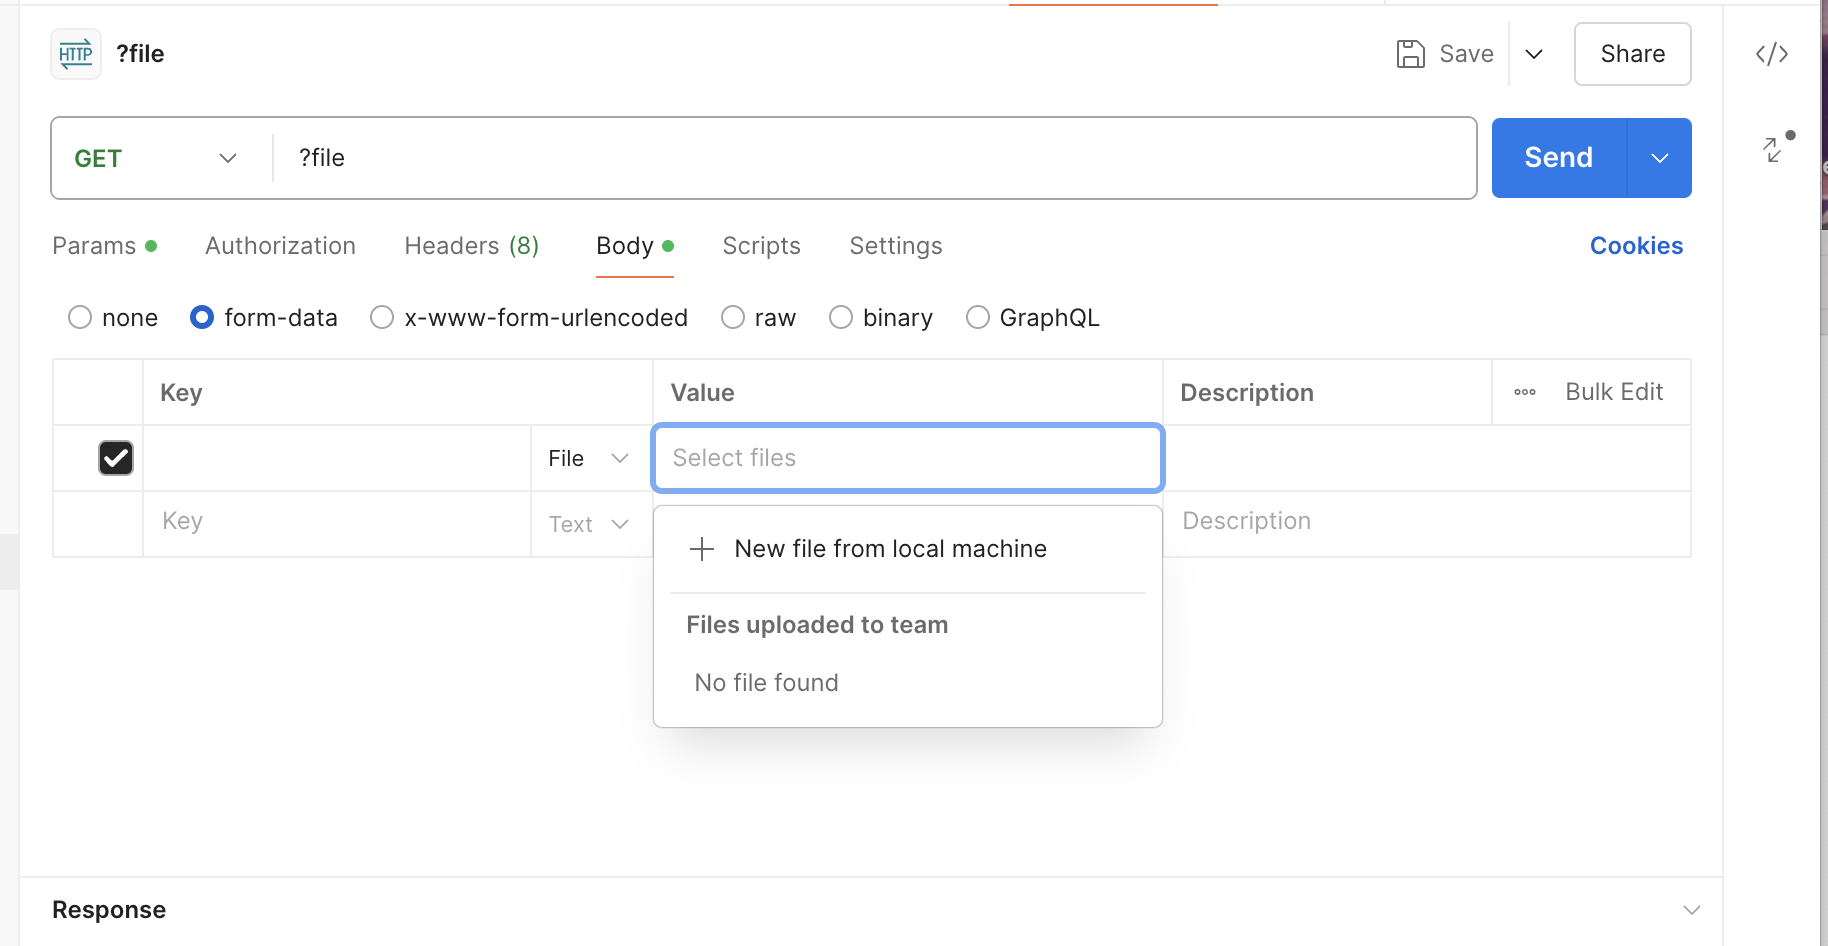 HTTP ?file
Save
Share
GET
?file
Send
Params
Authorization
Headers (8)
Body
Scripts
Settings
Cookies
none
form-data
x-www-form-urlencoded
raw
binary
GraphQL
Key
Value
Description
Bulk Edit
File
Select files
Key
Text
Description
New file from local machine
Files uploaded to team
No file found
Response